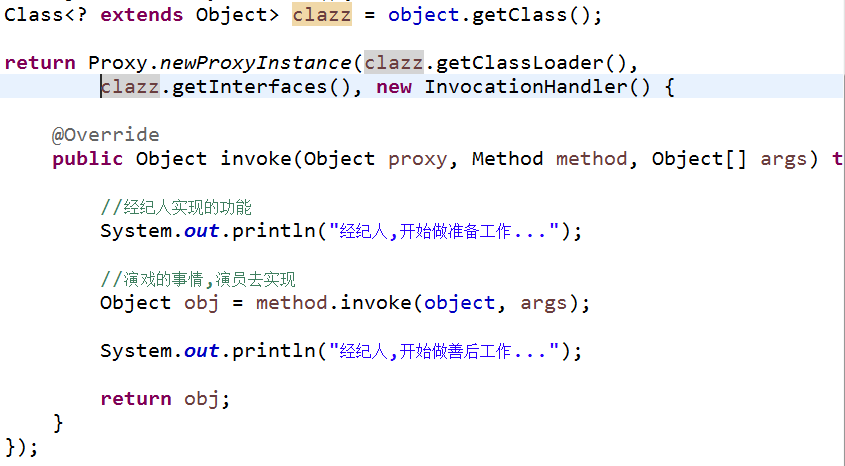 Class<? extends Object> clazz = object.getClass();
return Proxy.newProxyInstance(clazz.getClassLoader(),
clazz.getInterfaces(), new InvocationHandler() {
@Override
public Object invoke(Object proxy, Method method, Object[] args) t
//经纪人实现的功能
System.out.println("经纪人,开始做准备工作...");
//演戏的事情,演员去实现
Object obj = method.invoke(object, args);
System.out.println("经纪人,开始做善后工作...");
return obj;
}
});